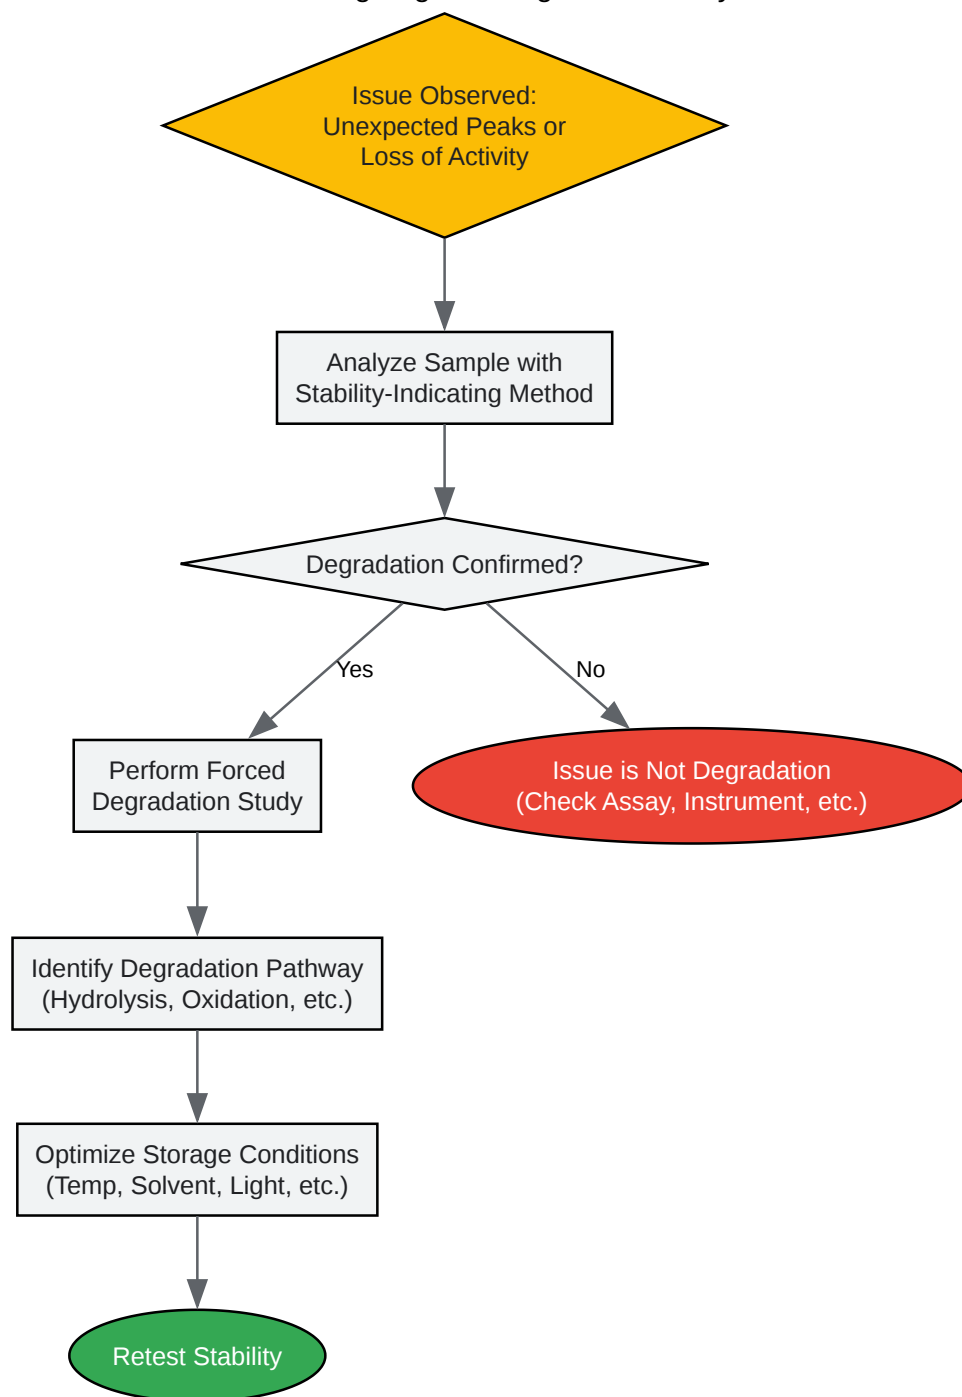 Issue Observed:
Unexpected Peaks or
Loss of Activity
Analyze Sample with
Stability-Indicating Method
Degradation Confirmed?
Yes
No
Perform Forced
Degradation Study
Issue is Not Degradation
(Check Assay, Instrument, etc.)
Identify Degradation Pathway
(Hydrolysis, Oxidation, etc.)
Optimize Storage Conditions
(Temp, Solvent, Light, etc.)
Retest Stability